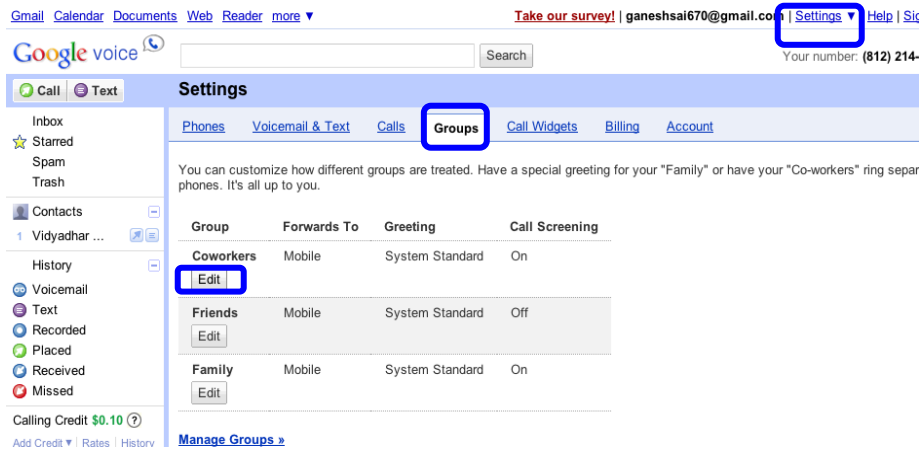 Gmail Calendar Documents Web Reader more ▼ Take our survey! | ganeshsai670@gmail.com | Settings ▼ | Help |
Google voice Search Your number: (812) 214-
Call Text Settings
Inbox
Starred
Spam
Trash
Contacts
1 Vidyadhar ...
History
Voicemail
Text
Recorded
Placed
Received
Missed
Calling Credit $0.10 (?)
Add Credit ▼ | Rates | History
Phones Voicemail & Text Calls Groups Call Widgets Billing Account
You can customize how different groups are treated. Have a special greeting for your "Family" or have your "Co-workers" ring
phones. It's all up to you.
Group Forwards To Greeting Call Screening
Coworkers Mobile System Standard On
Edit
Friends Mobile System Standard Off
Edit
Family Mobile System Standard On
Edit
Manage Groups »